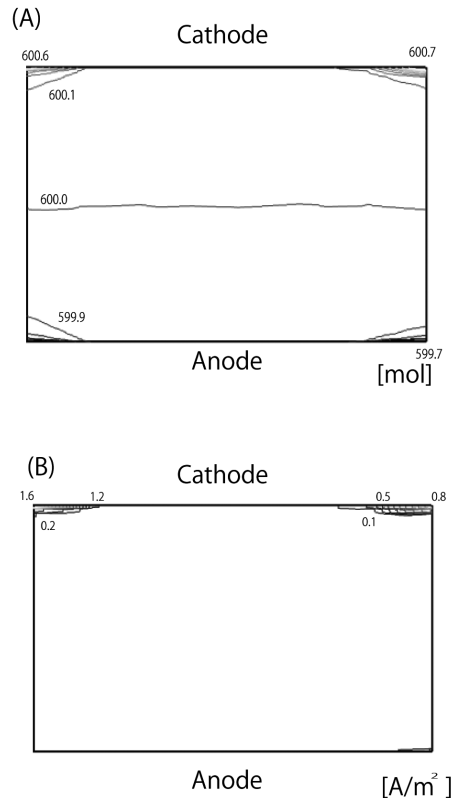 (A)
Cathode
600.6
600.7
600.1
600.0
599.9
Anode
599.7
[mol]
(B)
Cathode
1.6
1.2
0.5
0.8
0.2
0.1
Anode
[A/m²]